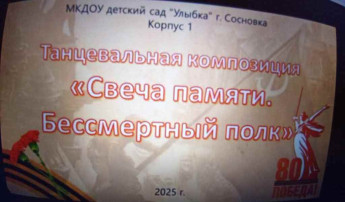 МКДОУ детский сад "Улыбка" г. Сосновка
Корпус 1
Танцевальная композиция
«Свеча памяти.
Бессмертный полк»
80
ПОБЕДА!
2025 г.